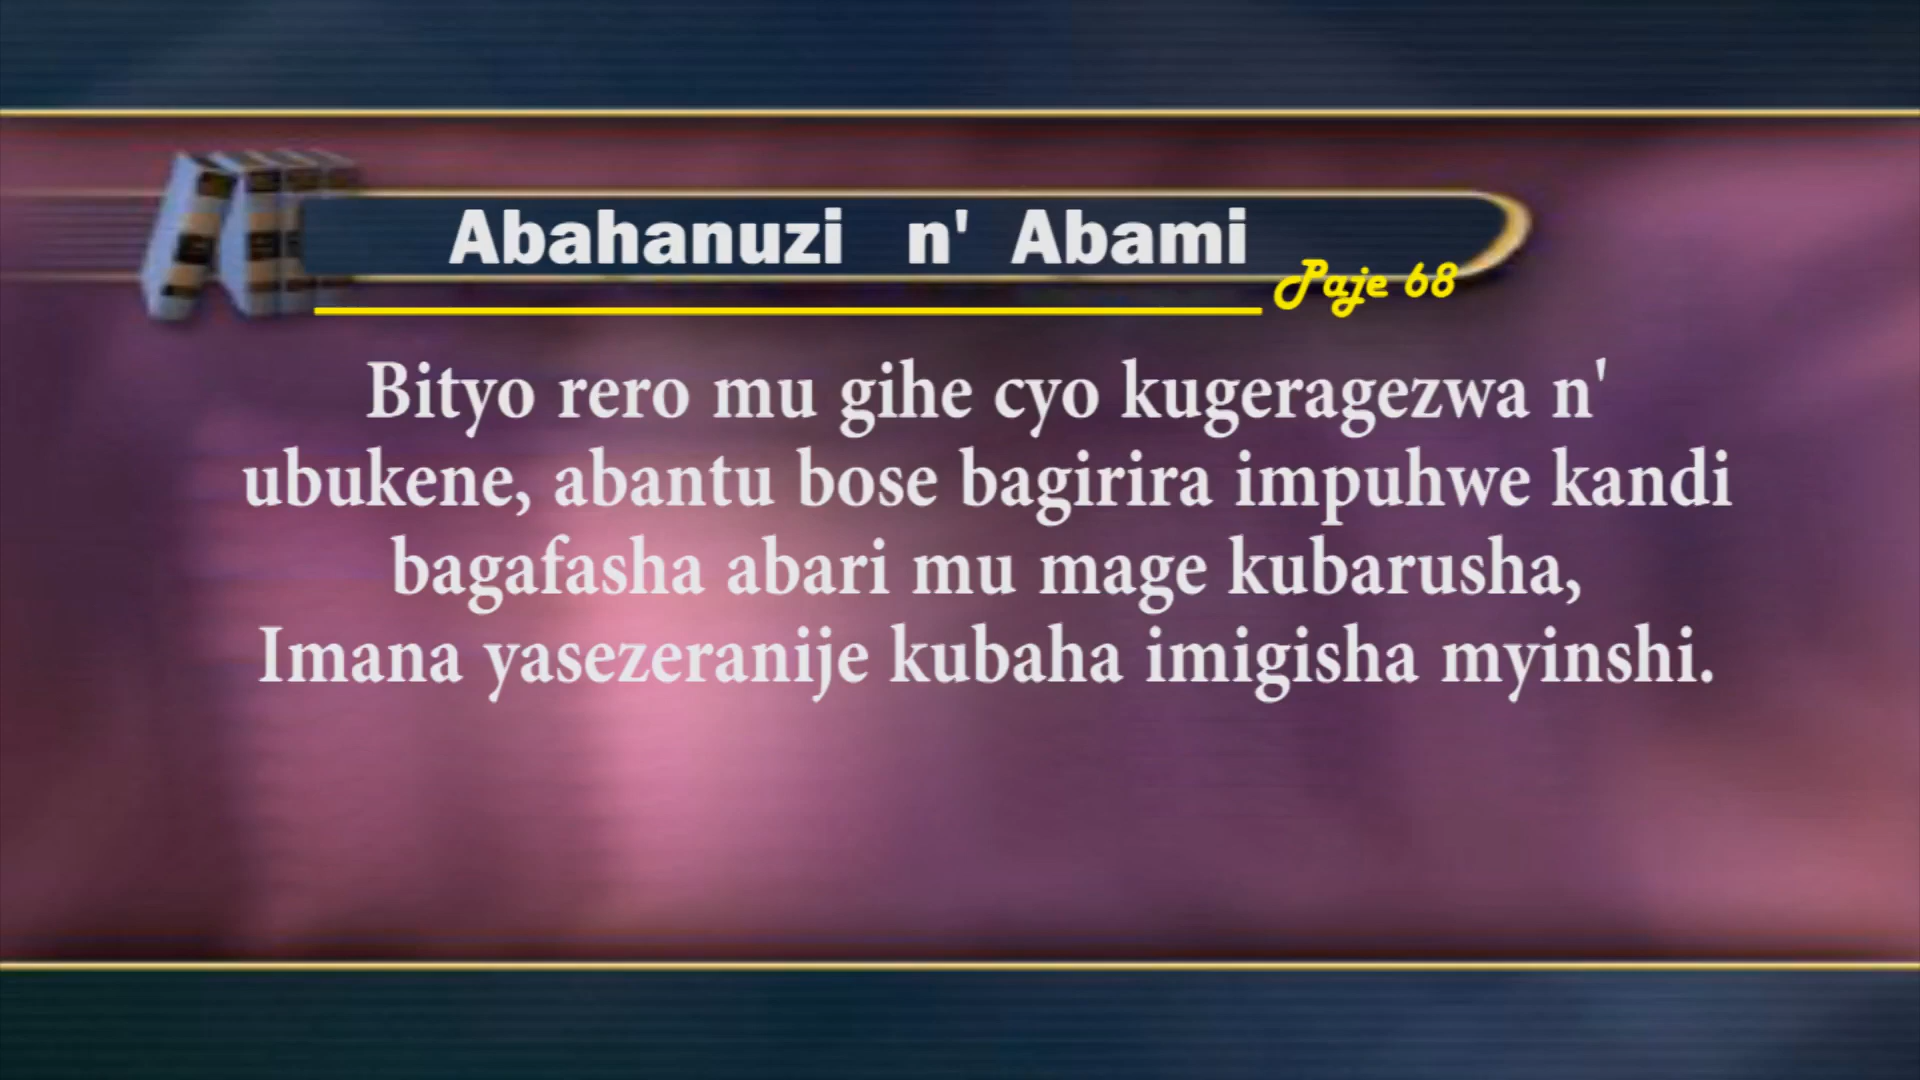 Abahanuzi n' Abami
Paje 68
Bityo rero mu gihe cyo kugeragezwa n'
ubukene, abantu bose bagirira impuhwe kandi
bagafasha abari mu mage kubarusha,
Imana yasezeranije kubaha imigisha myinshi.